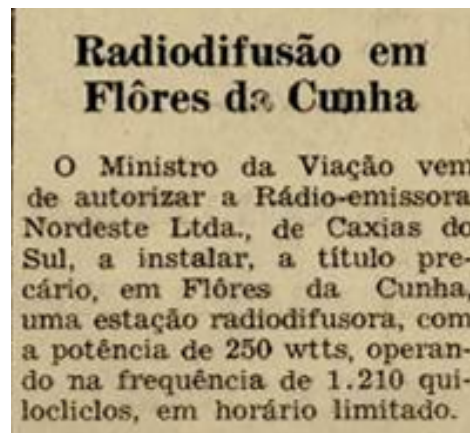 Radiodifusão em
Flôres da Cunha
O Ministro da Viação vem
de autorizar a Rádio-emissora
Nordeste Ltda., de Caxias do
Sul, a instalar, a título pre-
cário, em Flôres da Cunha,
uma estação radiodifusora, com
a potência de 250 wtts, operan-
do na frequência de 1.210 qui-
locliclos, em horário limitado.